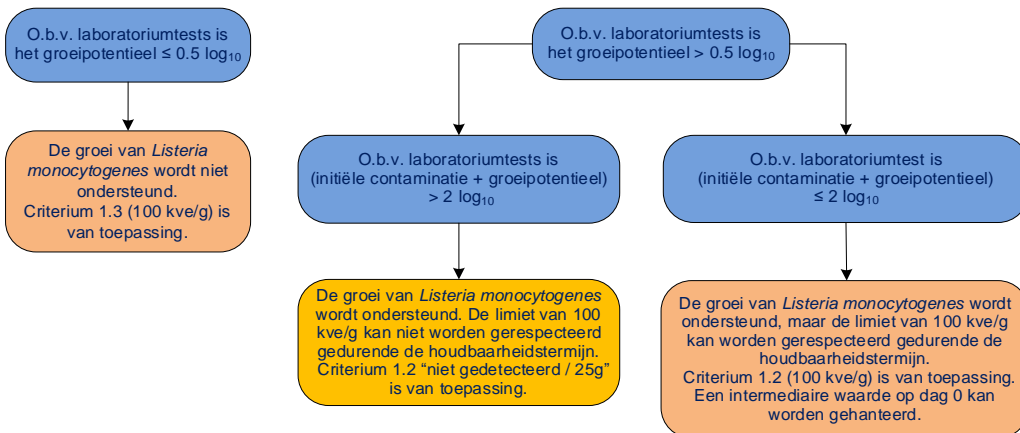 O.b.v. laboratoriumtests is
het groeipotentieel ≤ 0.5 log₁₀
De groei van Listeria
monocytogenes wordt niet
ondersteund.
Criterium 1.3 (100 kve/g) is
van toepassing.
O.b.v. laboratoriumtests is
het groeipotentieel > 0.5 log₁₀
O.b.v. laboratoriumtests is
(initiële contaminatie + groeipotentieel)
> 2 log₁₀
De groei van Listeria monocytogenes
wordt ondersteund. De limiet van 100
kve/g kan niet worden gerespecteerd
gedurende de houdbaarheidstermijn.
Criterium 1.2 “niet gedetecteerd / 25g”
is van toepassing.
O.b.v. laboratoriumtest is
(initiële contaminatie + groeipotentieel)
≤ 2 log₁₀
De groei van Listeria monocytogenes wordt
ondersteund, maar de limiet van 100 kve/g
kan worden gerespecteerd gedurende de
houdbaarheidstermijn.
Criterium 1.2 (100 kve/g) is van toepassing.
Een intermediaire waarde op dag 0 kan
worden gehanteerd.